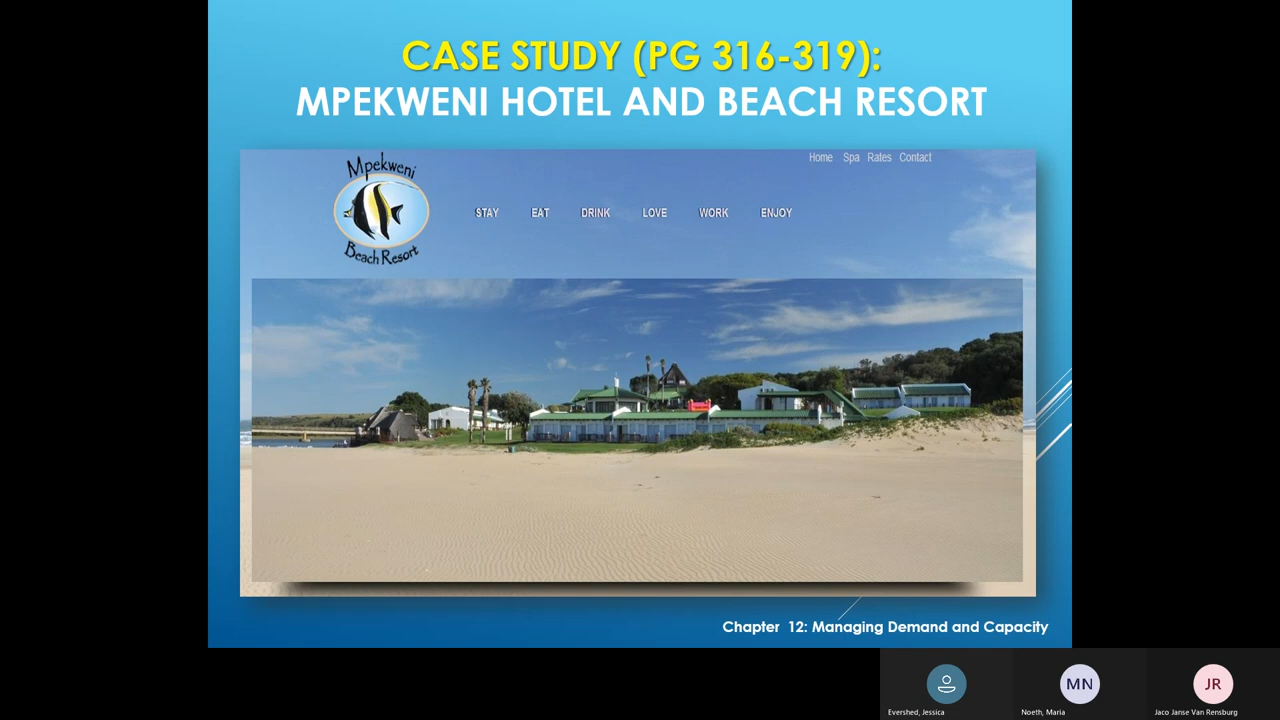 CASE STUDY (PG 316-319):
MPEKWENI HOTEL AND BEACH RESORT
Mpekweni
Beach Resort
Home Spa Rates Contact
STAY EAT DRINK LOVE WORK ENJOY
Chapter 12: Managing Demand and Capacity
MN JR
Evershed, Jessica Noeth, Maria Jaco Janse Van Rensburg